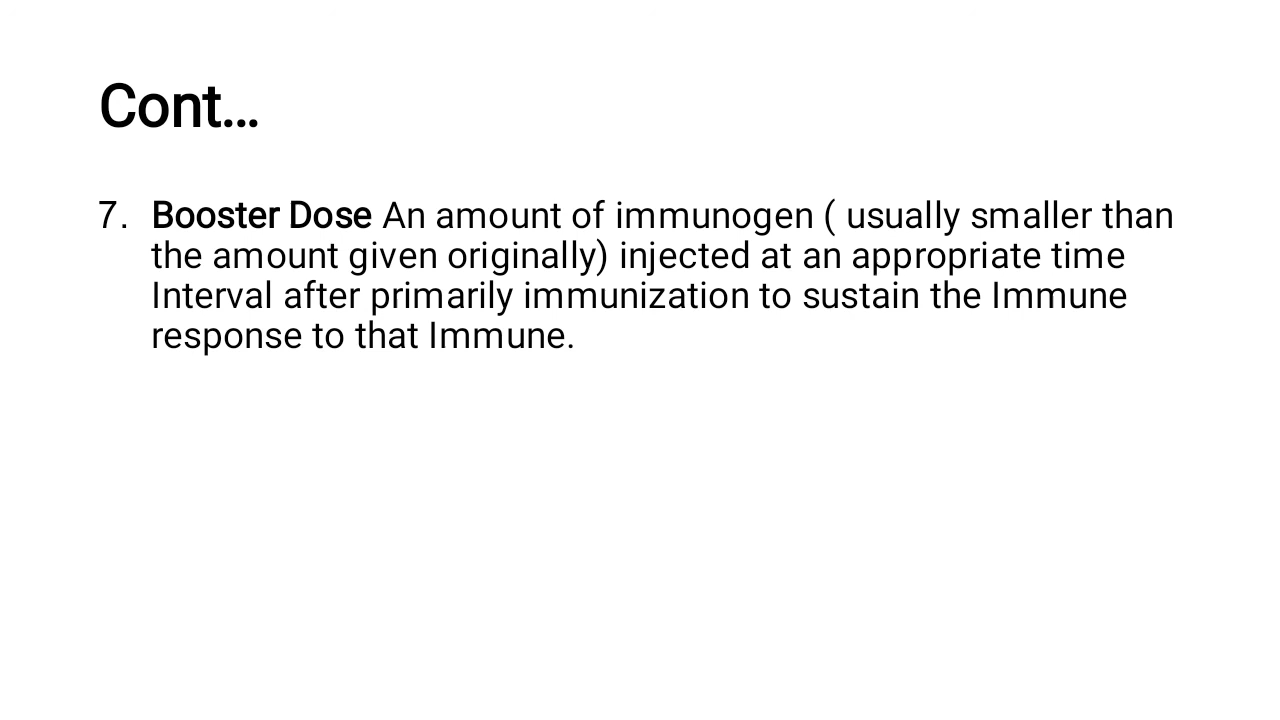 Cont...
7. Booster Dose An amount of immunogen ( usually smaller than
the amount given originally) injected at an appropriate time
Interval after primarily immunization to sustain the Immune
response to that Immune.